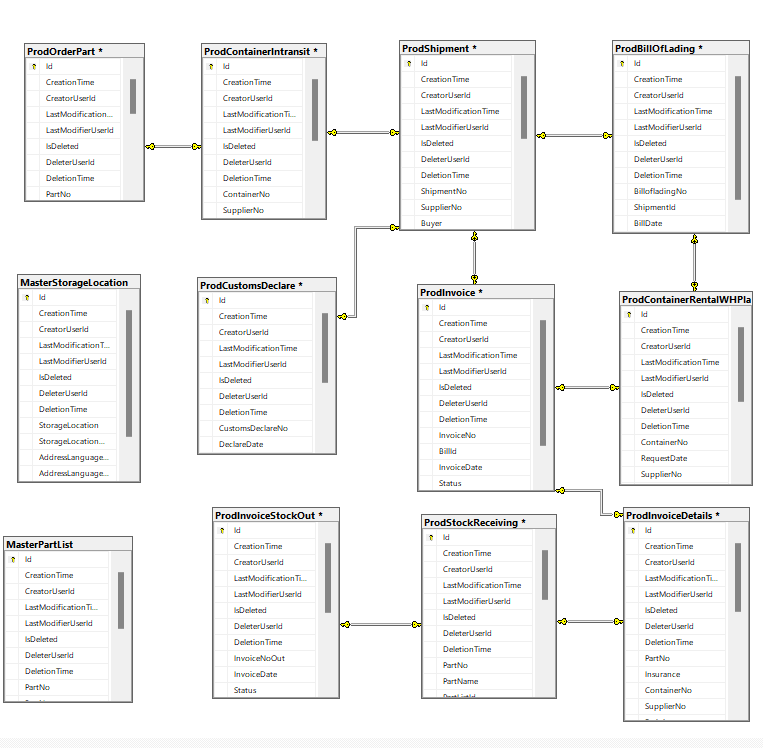 ProdOrderPart *
Id
CreationTime
CreatorUserId
LastModification...
LastModifierUserId
IsDeleted
DeleterUserId
DeletionTime
PartNo
ProdContainerIntransit *
Id
CreationTime
CreatorUserId
LastModificationTi...
LastModifierUserId
IsDeleted
DeleterUserId
DeletionTime
ContainerNo
SupplierNo
ProdShipment *
Id
CreationTime
CreatorUserId
LastModificationTime
LastModifierUserId
IsDeleted
DeleterUserId
DeletionTime
ShipmentNo
SupplierNo
Buyer
ProdBillOfLading *
Id
CreationTime
CreatorUserId
LastModificationTime
LastModifierUserId
IsDeleted
DeleterUserId
DeletionTime
BillofladingNo
ShipmentId
BillDate
MasterStorageLocation
Id
CreationTime
CreatorUserId
LastModificationT...
LastModifierUserId
IsDeleted
DeleterUserId
DeletionTime
StorageLocation
StorageLocation...
AddressLanguage...
AddressLanguage...
ProdCustomsDeclare *
Id
CreationTime
CreatorUserId
LastModificationTime
LastModifierUserId
IsDeleted
DeleterUserId
DeletionTime
CustomsDeclareNo
DeclareDate
ProdInvoice *
Id
CreationTime
CreatorUserId
LastModificationTime
LastModifierUserId
IsDeleted
DeleterUserId
DeletionTime
InvoiceNo
BillId
InvoiceDate
Status
ProdContainerRentalWHPla
Id
CreationTime
CreatorUserId
LastModificationTime
LastModifierUserId
IsDeleted
DeleterUserId
DeletionTime
ContainerNo
RequestDate
SupplierNo
MasterPartList
Id
CreationTime
CreatorUserId
LastModificationTi...
LastModifierUserId
IsDeleted
DeleterUserId
DeletionTime
PartNo
ProdInvoiceStockOut *
Id
CreationTime
CreatorUserId
LastModificationTi...
LastModifierUserId
IsDeleted
DeleterUserId
DeletionTime
InvoiceNoOut
InvoiceDate
Status
ProdStockReceiving *
Id
CreationTime
CreatorUserId
LastModificationTime
LastModifierUserId
IsDeleted
DeleterUserId
DeletionTime
PartNo
PartName
PartListId
ProdInvoiceDetails *
Id
CreationTime
CreatorUserId
LastModificationTi...
LastModifierUserId
IsDeleted
DeleterUserId
DeletionTime
PartNo
Insurance
ContainerNo
SupplierNo